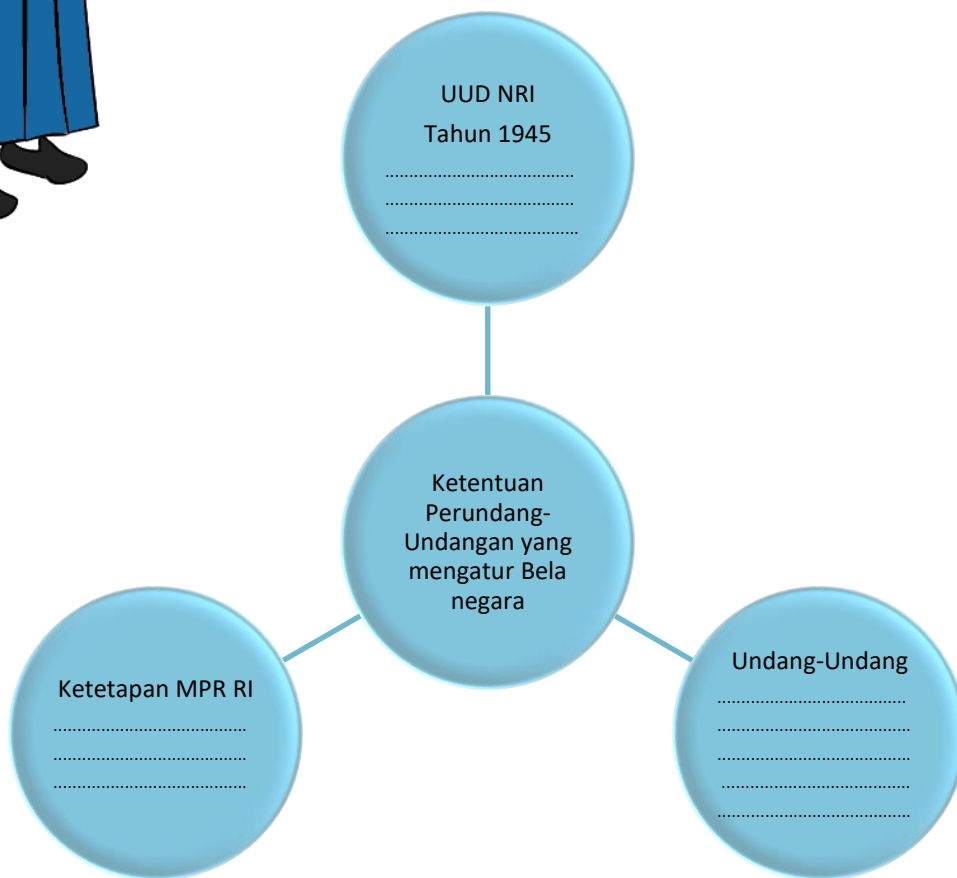 UUD NRI
Tahun 1945
........................................
........................................
.........................................
Ketentuan
Perundang-
Undangan yang
mengatur Bela
negara
Ketetapan MPR RI
.........................................
.........................................
.........................................
Undang-Undang
........................................
.........................................
.........................................
........................................
.........................................